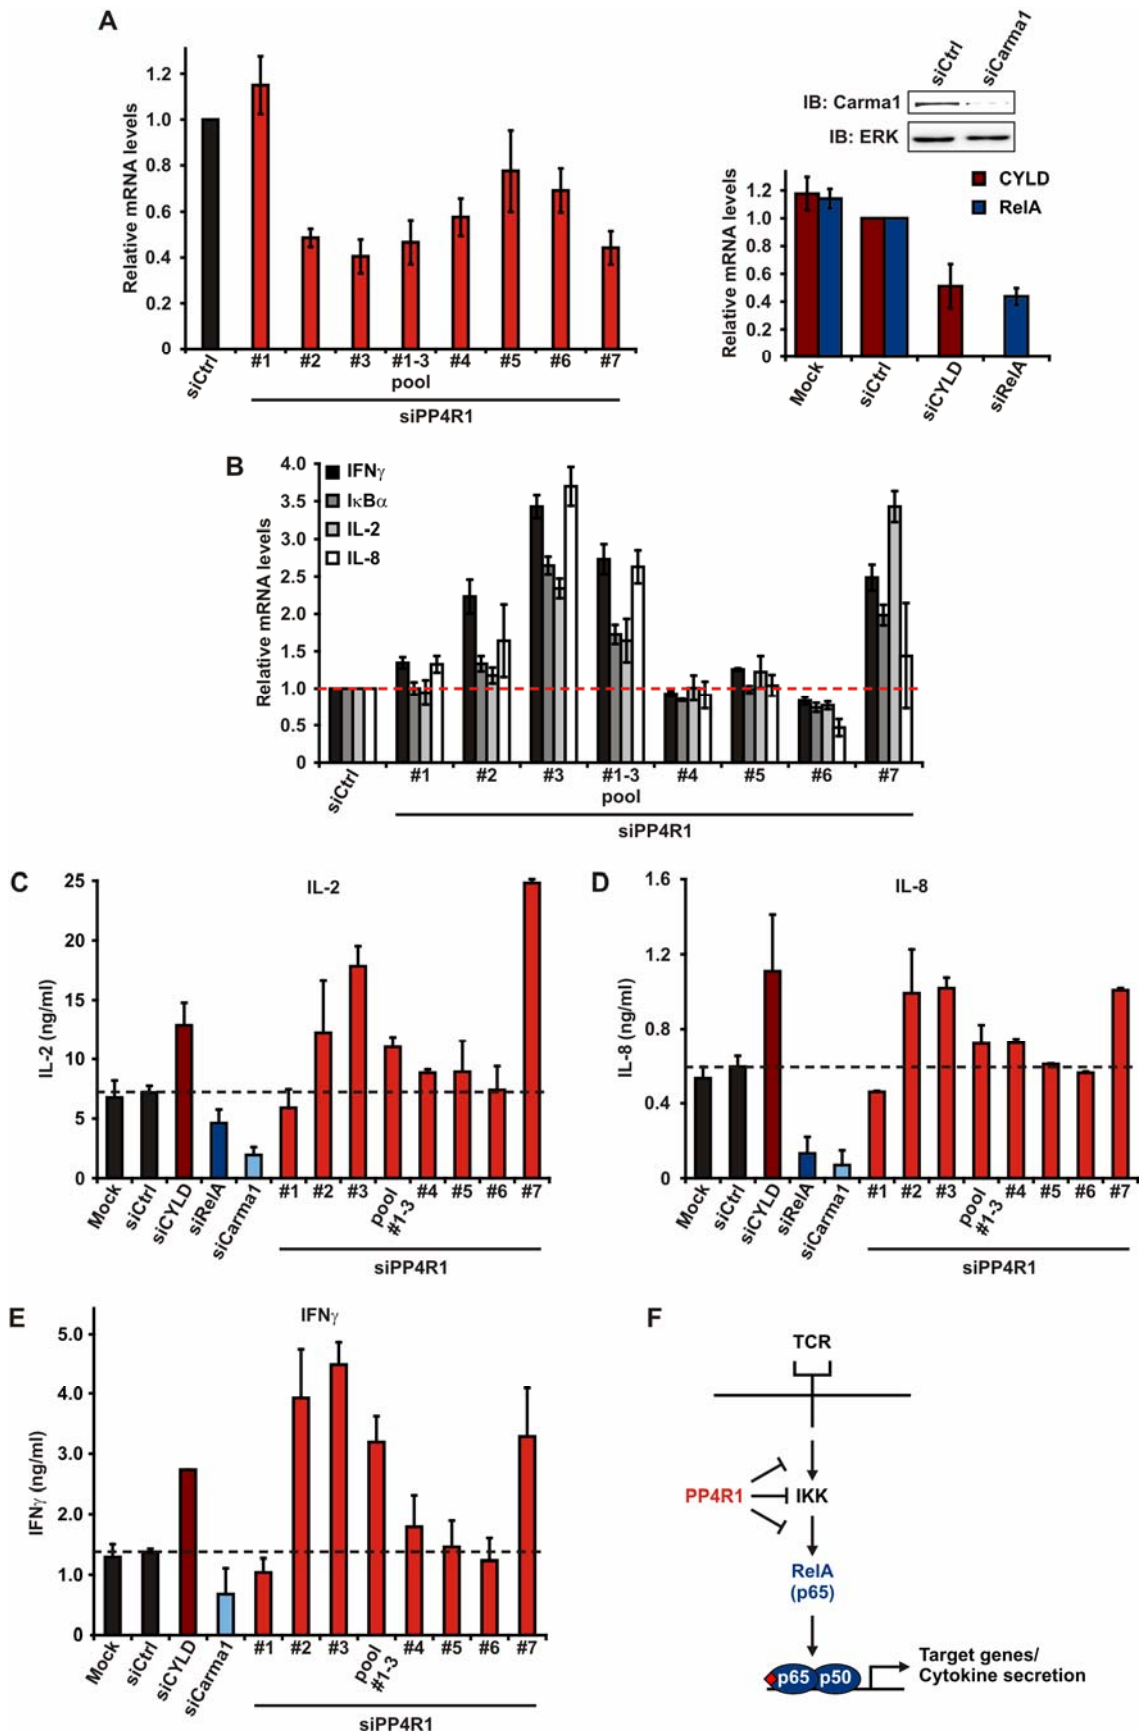 A
Relative mRNA levels
1.2
1.0
0.8
0.6
0.4
0.2
0
siCtrl
#1
#2
#3
#1-3
pool
#4
#5
#6
#7
siPP4R1
siCtrl
siCarma1
IB: Carma1
IB: ERK
CYLD
RelA
Relative mRNA levels
1.2
1.0
0.8
0.6
0.4
0.2
0
Mock
siCtrl
siCYLD
siRelA
B
IFNγ
IκBα
IL-2
IL-8
Relative mRNA levels
4.0
3.5
3.0
2.5
2.0
1.5
1.0
0.5
0
siCtrl
#1
#2
#3
#1-3
pool
#4
#5
#6
#7
siPP4R1
C
IL-2
IL-2 (ng/ml)
25
20
15
10
5
0
Mock
siCtrl
siCYLD
siRelA
siCarma1
#1
#2
#3
pool
#1-3
#4
#5
#6
#7
siPP4R1
D
IL-8
IL-8 (ng/ml)
1.6
1.2
0.8
0.4
0
Mock
siCtrl
siCYLD
siRelA
siCarma1
#1
#2
#3
pool
#1-3
#4
#5
#6
#7
siPP4R1
E
IFNγ
IFNγ (ng/ml)
5.0
4.0
3.0
2.0
1.0
0
Mock
siCtrl
siCYLD
siCarma1
#1
#2
#3
pool
#1-3
#4
#5
#6
#7
siPP4R1
F
TCR
PP4R1
IKK
RelA
(p65)
p65
p50
Target genes/
Cytokine secretion